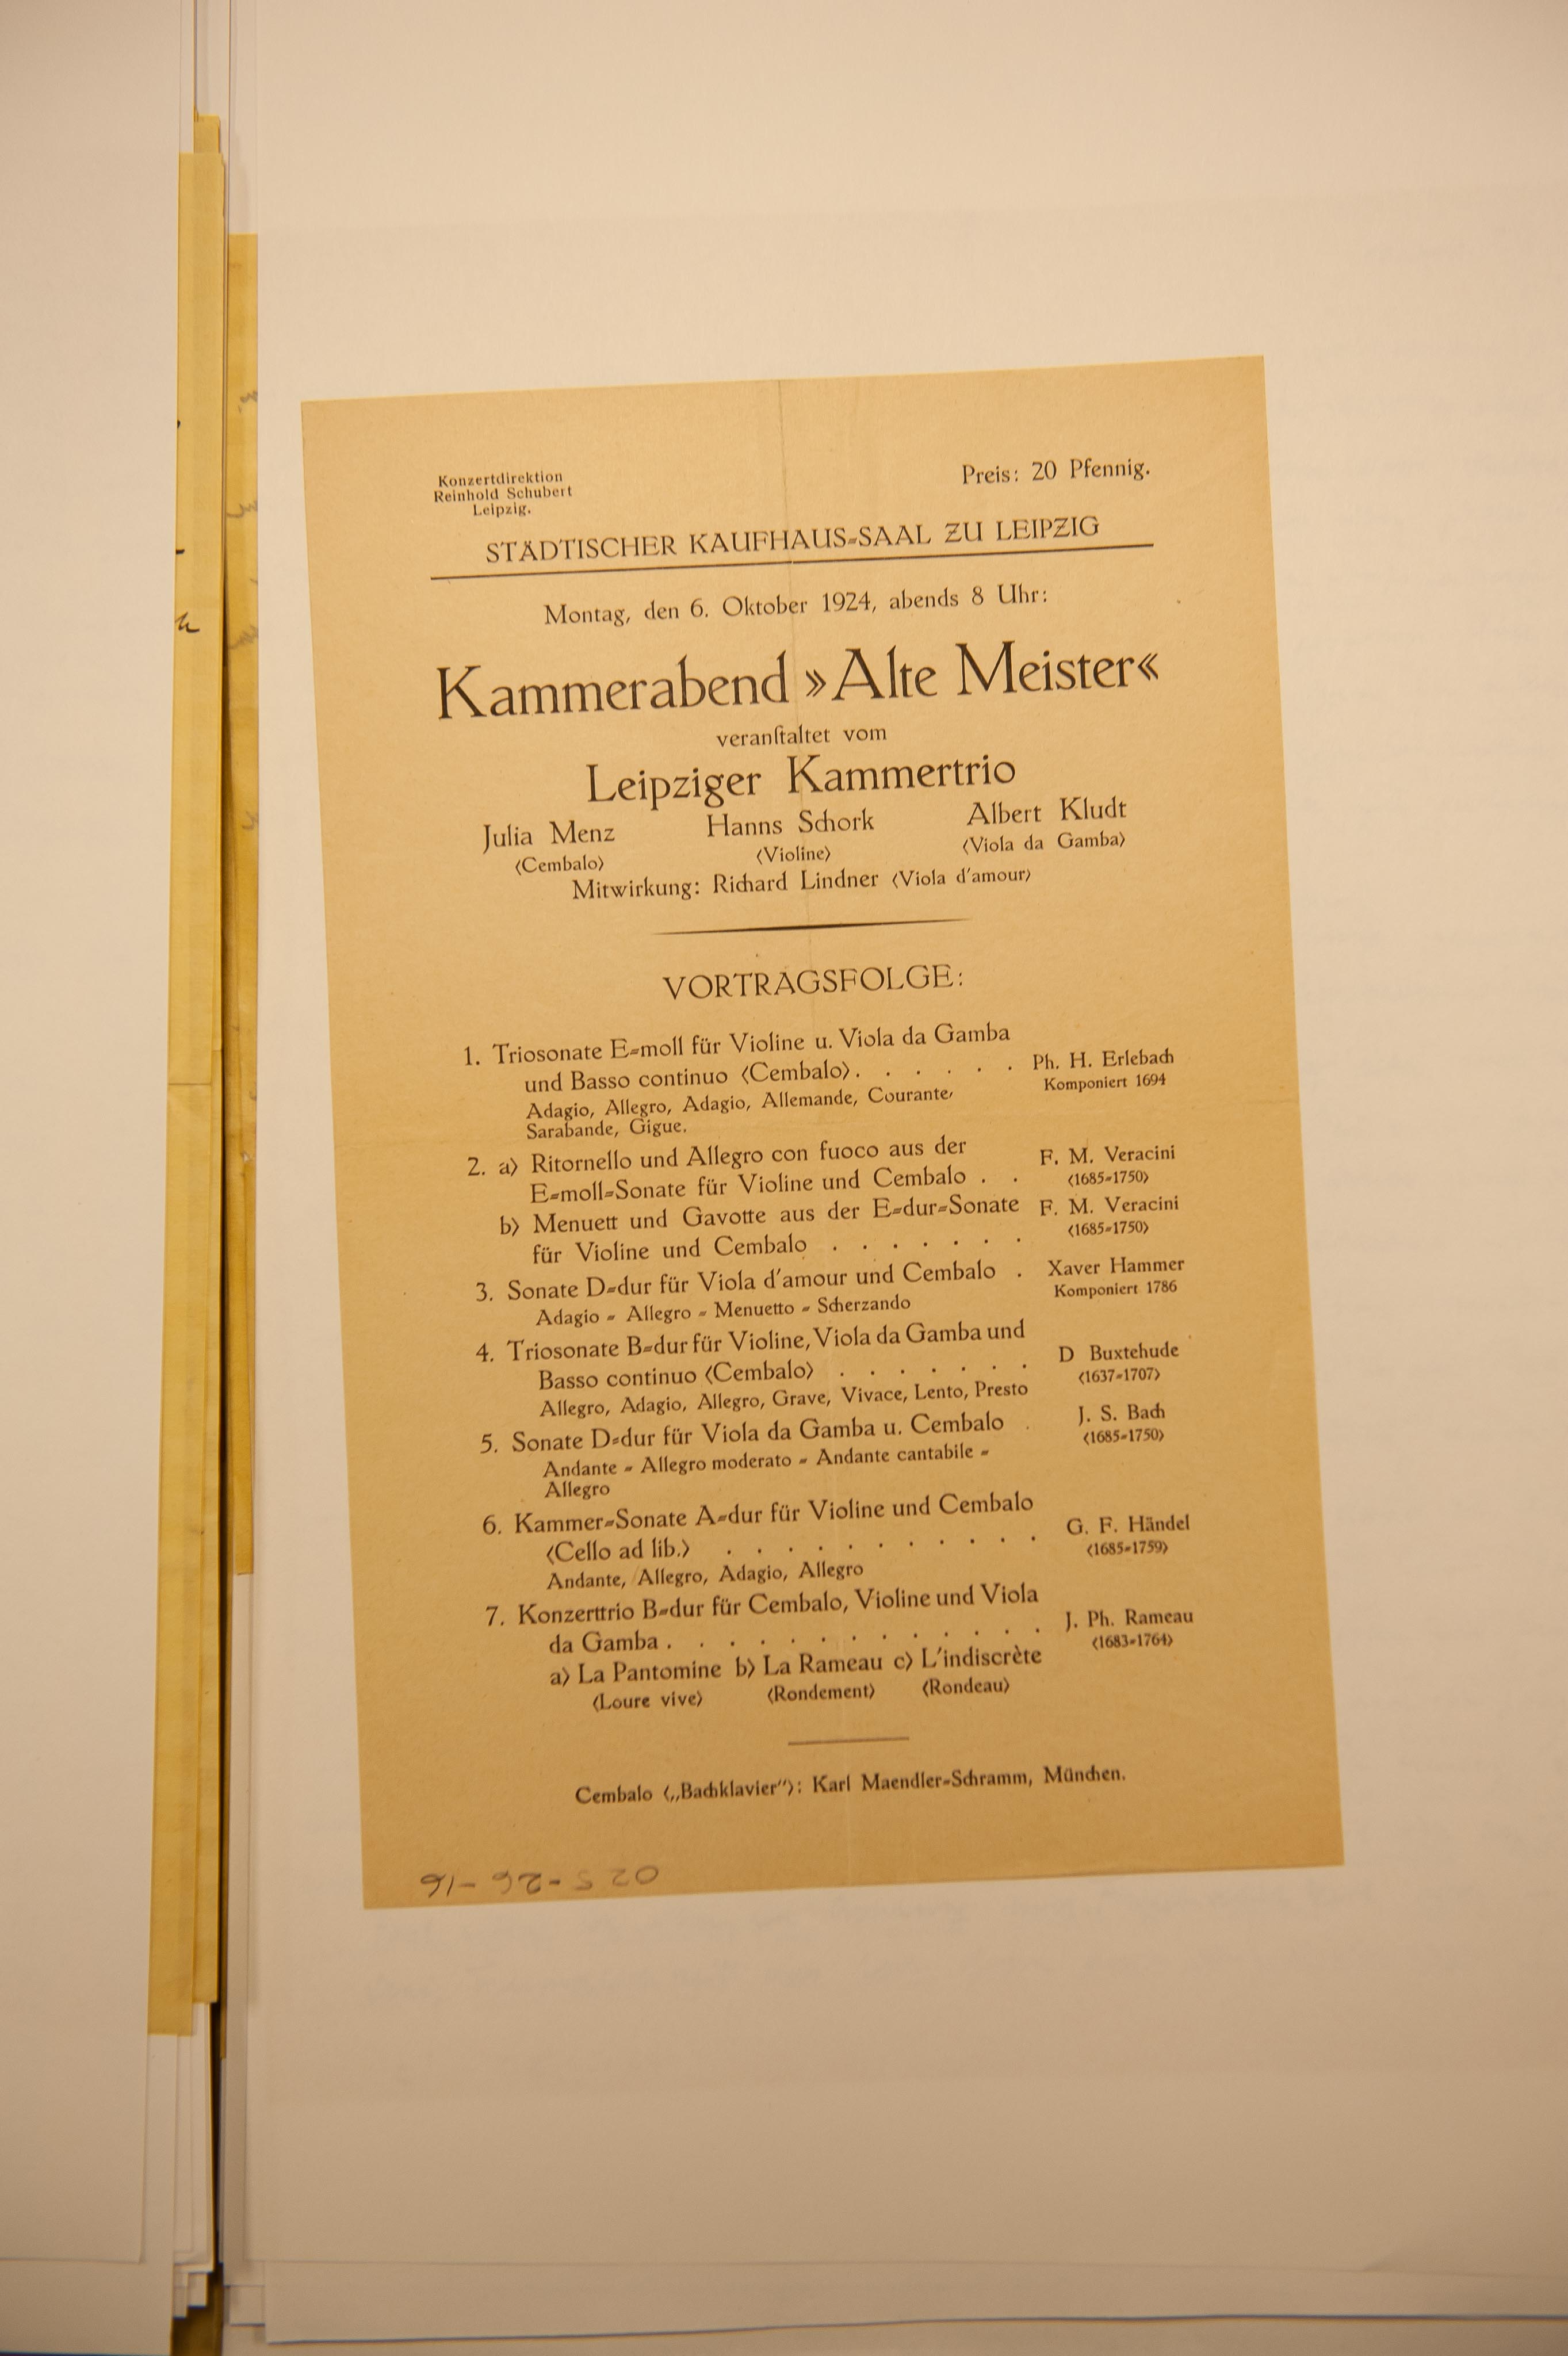 Konzertdirektion
Reinhold Schubert
Leipzig.
Preis: 20 Pfennig.
STÄDTISCHER KAUFHAUS-SAAL ZU LEIPZIG
Montag, den 6. Oktober 1924, abends 8 Uhr:
Kammerabend »Alte Meister«
veranſtaltet vom
Leipziger Kammertrio
Julia Menz Hanns Schork Albert Kludt
(Cembalo) (Violine) (Viola da Gamba)
Mitwirkung: Richard Lindner (Viola d'amour)
VORTRAGSFOLGE:
1. Triosonate E-moll für Violine u. Viola da Gamba
und Basso continuo (Cembalo) . . . . . . Ph. H. Erlebach
Komponiert 1694
Adagio, Allegro, Adagio, Allemande, Courante,
Sarabande, Gigue.
2. a) Ritornello und Allegro con fuoco aus der
E-moll-Sonate für Violine und Cembalo . . F. M. Veracini
(1685-1750)
b) Menuett und Gavotte aus der E-dur-Sonate F. M. Veracini
für Violine und Cembalo . . . . . . . (1685-1750)
3. Sonate D-dur für Viola d'amour und Cembalo . Xaver Hammer
Adagio - Allegro - Menuetto - Scherzando Komponiert 1786
4. Triosonate B-dur für Violine, Viola da Gamba und
Basso continuo (Cembalo) . . . . . . . D Buxtehude
(1637-1707)
Allegro, Adagio, Allegro, Grave, Vivace, Lento, Presto
5. Sonate D-dur für Viola da Gamba u. Cembalo . J. S. Bach
(1685-1750)
Andante - Allegro moderato - Andante cantabile -
Allegro
6. Kammer-Sonate A-dur für Violine und Cembalo
(Cello ad lib.) . . . . . . . . . . . G. F. Händel
(1685-1759)
Andante, Allegro, Adagio, Allegro
7. Konzerttrio B-dur für Cembalo, Violine und Viola
da Gamba . . . . . . . . . . . . . J. Ph. Rameau
(1683-1764)
a) La Pantomine b) La Rameau c) L'indiscrète
(Loure vive) (Rondement) (Rondeau)
Cembalo („Bachklavier"): Karl Maendler-Schramm, München.